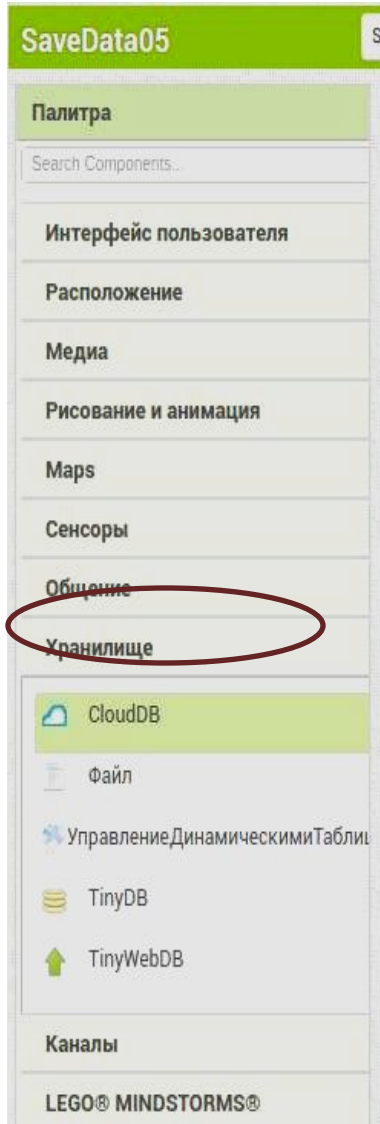 SaveData05
S
Палитра
Search Components..
Интерфейс пользователя
Расположение
Медиа
Рисование и анимация
Maps
Сенсоры
Общение
Хранилище
CloudDB
Файл
УправлениеДинамическимиТаблиц
TinyDB
TinyWebDB
Каналы
LEGO® MINDSTORMS®